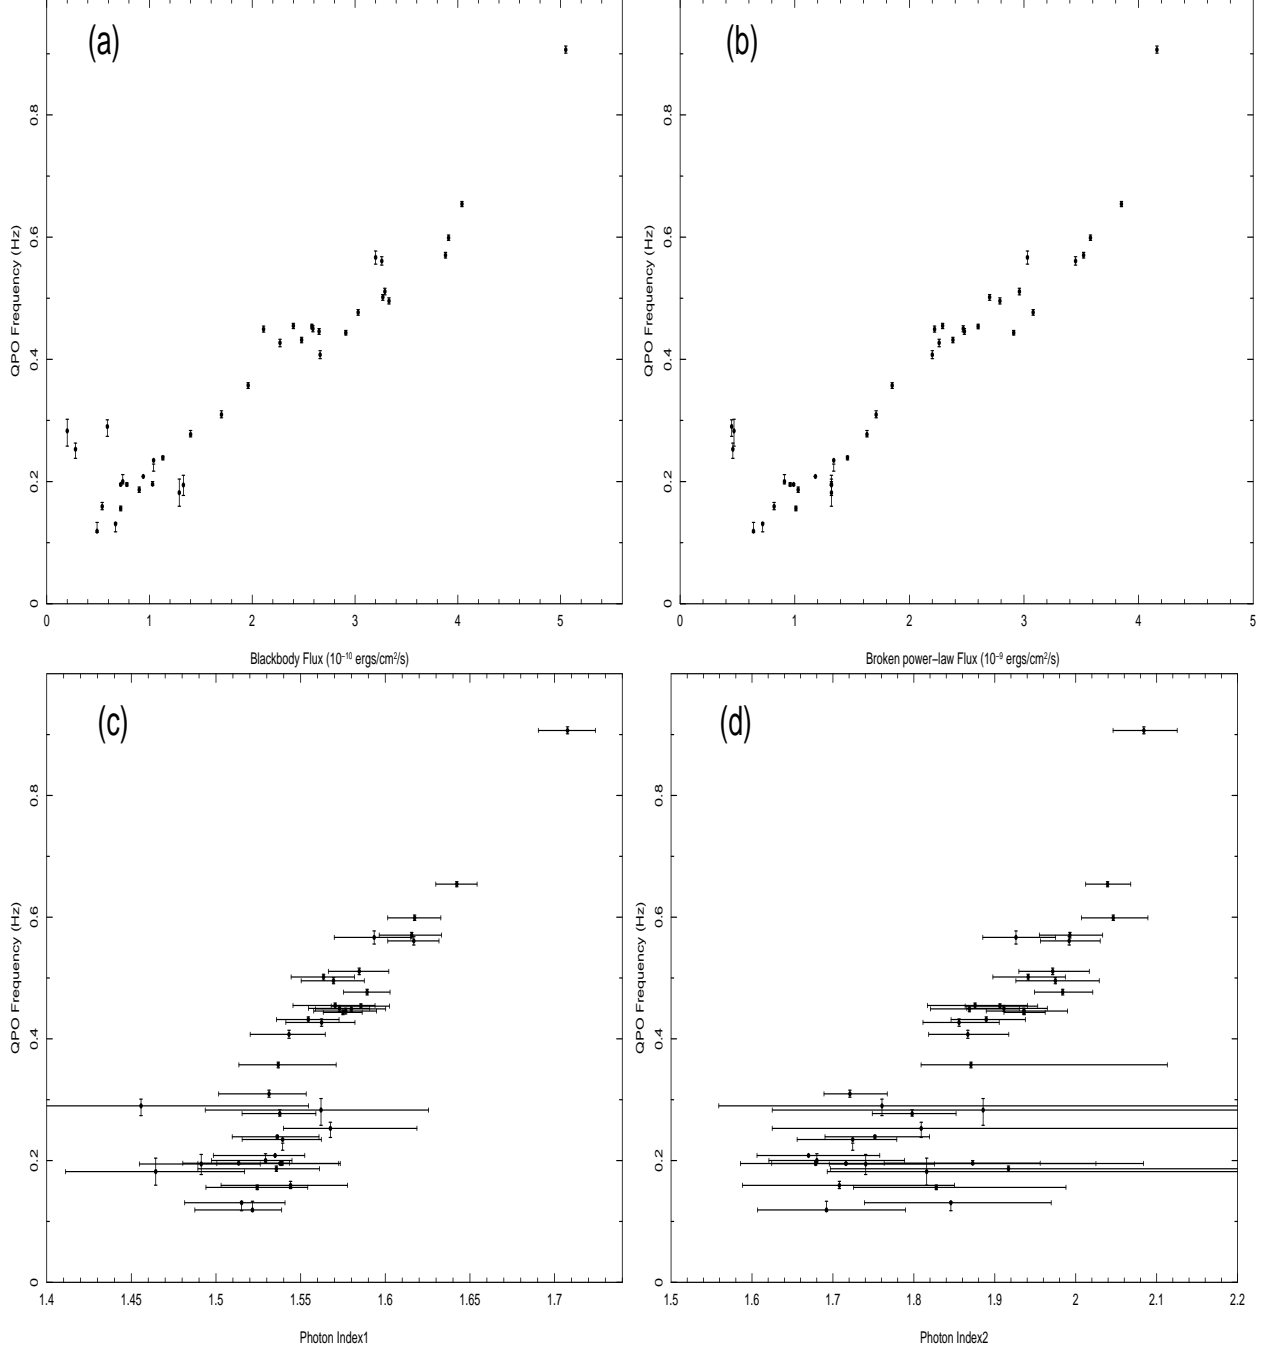 (a)
QPO Frequency (Hz)
0 0.2 0.4 0.6 0.8
0 1 2 3 4 5
Blackbody Flux (10⁻¹⁰ ergs/cm²/s)
(b)
QPO Frequency (Hz)
0 0.2 0.4 0.6 0.8
0 1 2 3 4 5
Broken power−law Flux (10⁻⁹ ergs/cm²/s)
(c)
QPO Frequency (Hz)
0 0.2 0.4 0.6 0.8
1.4 1.45 1.5 1.55 1.6 1.65 1.7
Photon Index1
(d)
QPO Frequency (Hz)
0 0.2 0.4 0.6 0.8
1.5 1.6 1.7 1.8 1.9 2 2.1 2.2
Photon Index2